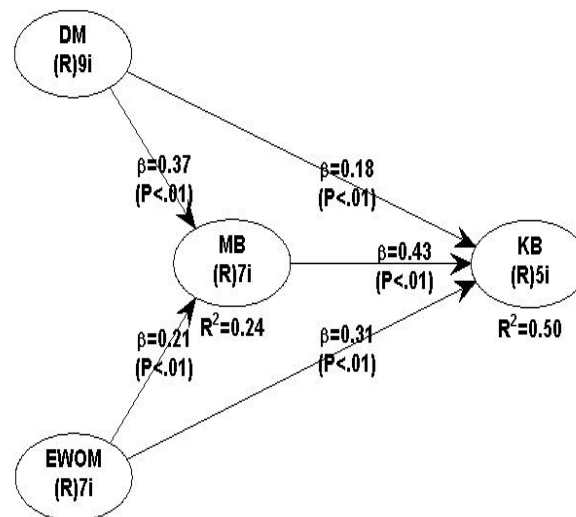 DM
(R)9i
β=0.37
(P<.01)
β=0.18
(P<.01)
MB
(R)7i
β=0.43
(P<.01)
KB
(R)5i
R²=0.24
R²=0.50
β=0.21
(P<.01)
β=0.31
(P<.01)
EWOM
(R)7i